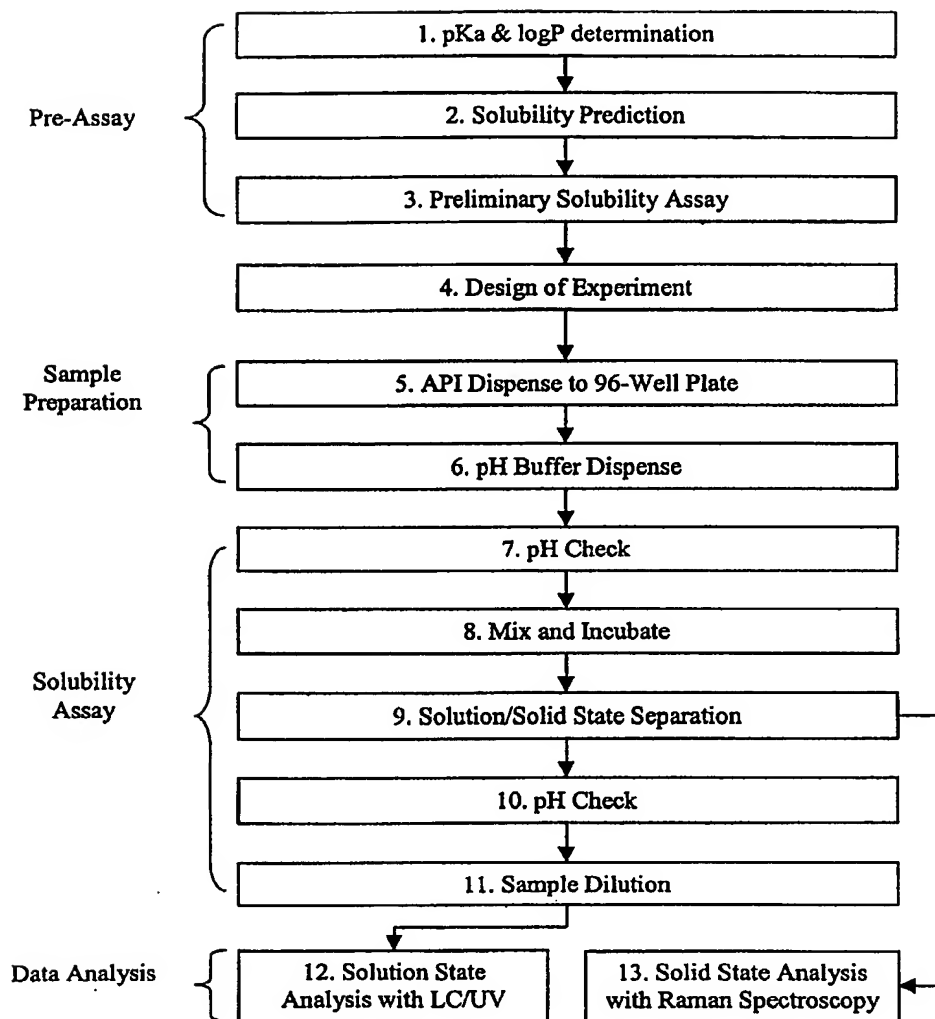 1. pKa & logP determination
Pre-Assay
2. Solubility Prediction
3. Preliminary Solubility Assay
4. Design of Experiment
Sample
Preparation
5. API Dispense to 96-Well Plate
6. pH Buffer Dispense
7. pH Check
8. Mix and Incubate
Solubility
Assay
9. Solution/Solid State Separation
10. pH Check
11. Sample Dilution
Data Analysis
12. Solution State
Analysis with LC/UV
13. Solid State Analysis
with Raman Spectroscopy